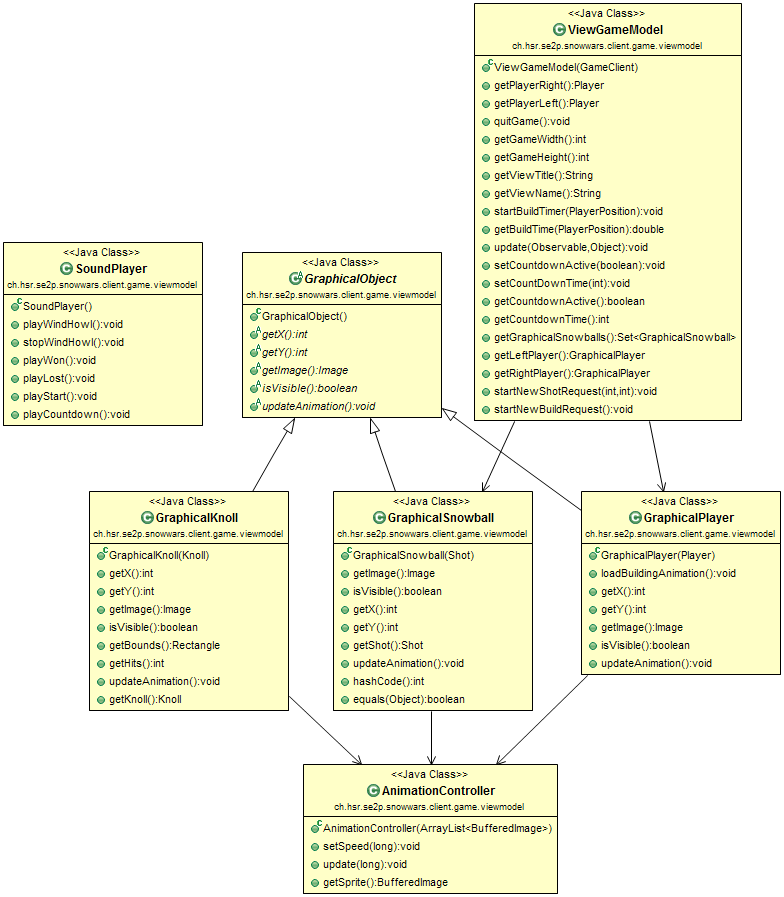 <<Java Class>>
ViewGameModel
ch.hsr.se2p.snowwars.client.game.viewmodel
ViewGameModel(GameClient)
getPlayerRight():Player
getPlayerLeft():Player
quitGame():void
getGameWidth():int
getGameHeight():int
getViewTitle():String
getViewName():String
startBuildTimer(PlayerPosition):void
getBuildTime(PlayerPosition):double
update(Observable,Object):void
setCountdownActive(boolean):void
setCountDownTime(int):void
getCountdownActive():boolean
getCountdownTime():int
getGraphicalSnowballs():Set<GraphicalSnowball>
getLeftPlayer():GraphicalPlayer
getRightPlayer():GraphicalPlayer
startNewShotRequest(int,int):void
startNewBuildRequest():void
<<Java Class>>
SoundPlayer
ch.hsr.se2p.snowwars.client.game.viewmodel
SoundPlayer()
playWindHowl():void
stopWindHowl():void
playWon():void
playLost():void
playStart():void
playCountdown():void
<<Java Class>>
GraphicalObject
ch.hsr.se2p.snowwars.client.game.viewmodel
GraphicalObject()
getX():int
getY():int
getImage():Image
isVisible():boolean
updateAnimation():void
<<Java Class>>
GraphicalKnoll
ch.hsr.se2p.snowwars.client.game.viewmodel
GraphicalKnoll(Knoll)
getX():int
getY():int
getImage():Image
isVisible():boolean
getBounds():Rectangle
getHits():int
updateAnimation():void
getKnoll():Knoll
<<Java Class>>
GraphicalSnowball
ch.hsr.se2p.snowwars.client.game.viewmodel
GraphicalSnowball(Shot)
getImage():Image
isVisible():boolean
getX():int
getY():int
getShot():Shot
updateAnimation():void
hashCode():int
equals(Object):boolean
<<Java Class>>
GraphicalPlayer
ch.hsr.se2p.snowwars.client.game.viewmodel
GraphicalPlayer(Player)
loadBuildingAnimation():void
getX():int
getY():int
getImage():Image
isVisible():boolean
updateAnimation():void
<<Java Class>>
AnimationController
ch.hsr.se2p.snowwars.client.game.viewmodel
AnimationController(ArrayList<BufferedImage>)
setSpeed(long):void
update(long):void
getSprite():BufferedImage